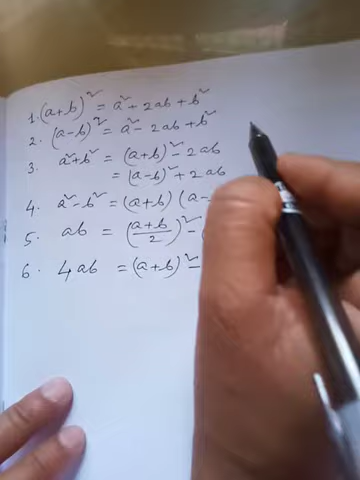 1. (a+b)² = a² + 2ab + b²
2. (a-b)² = a² - 2ab + b²
3. a²+b² = (a+b)² - 2ab
= (a-b)² + 2ab
4. a² - b² = (a+b) (a-
5. ab = (a+b/2)² - (
6. 4ab = (a+b)² -